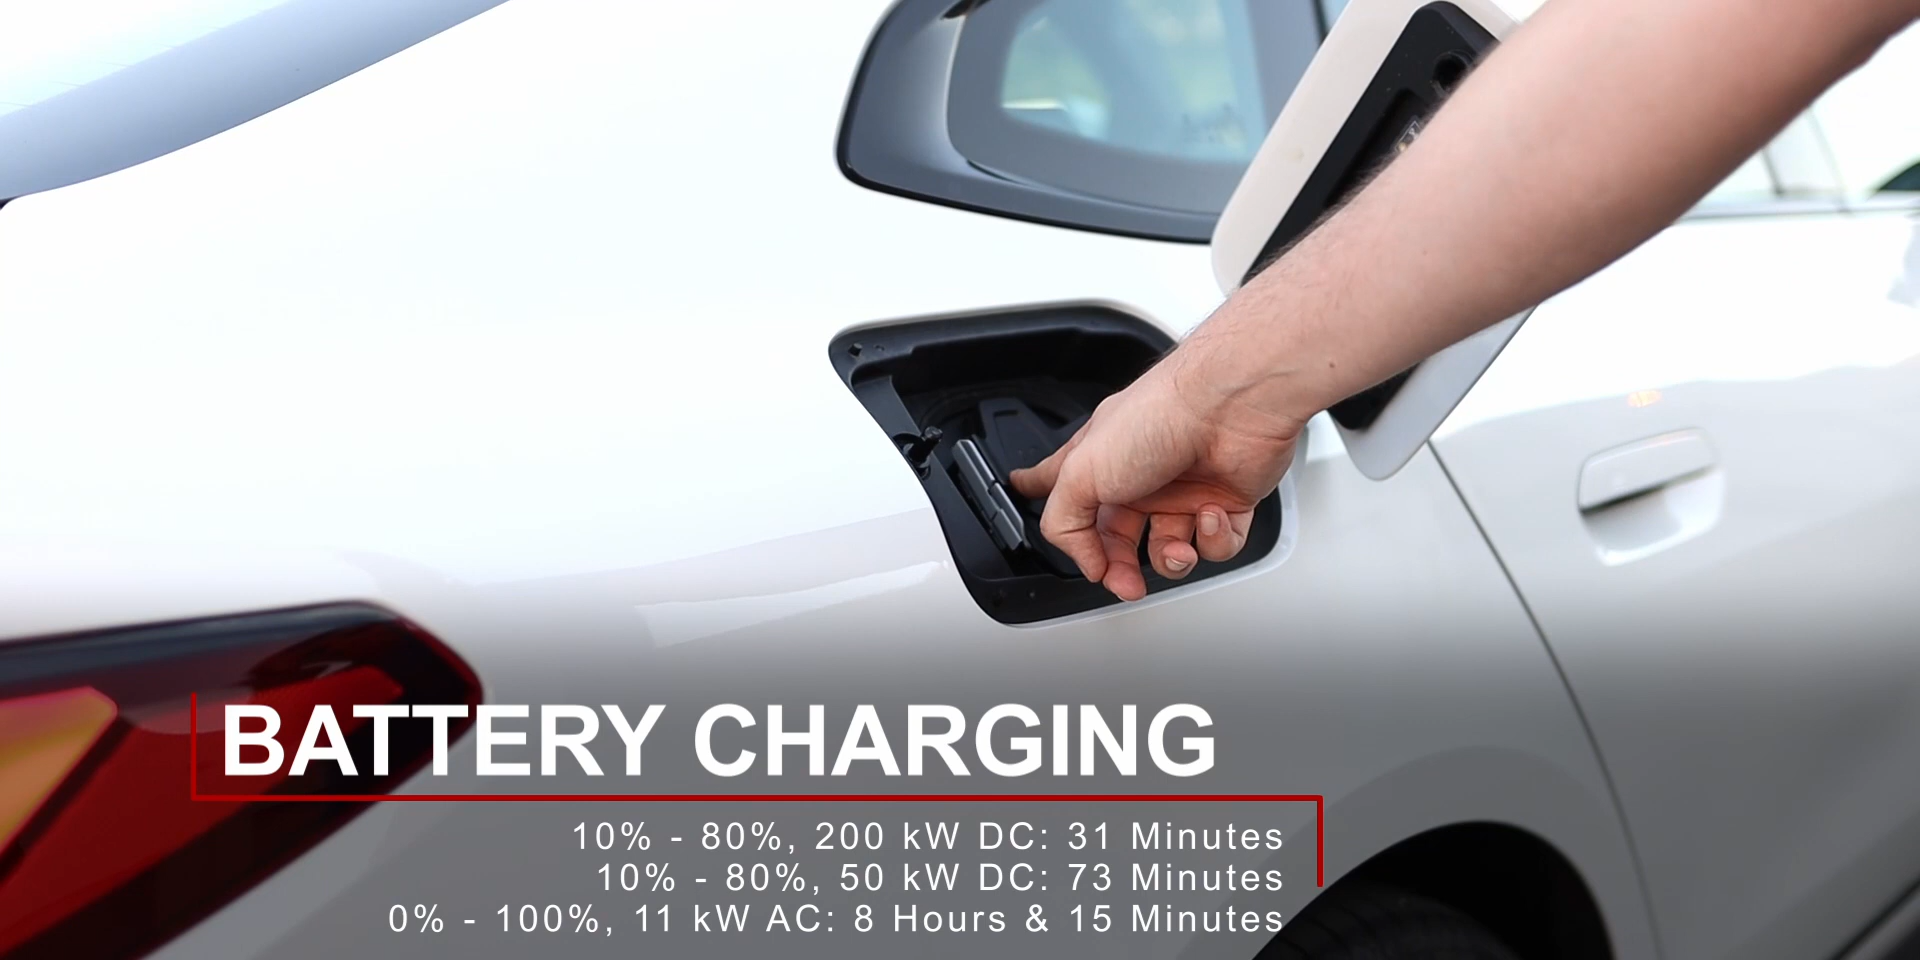 BATTERY CHARGING
10% - 80%, 200 kW DC: 31 Minutes
10% - 80%, 50 kW DC: 73 Minutes
0% - 100%, 11 kW AC: 8 Hours & 15 Minutes